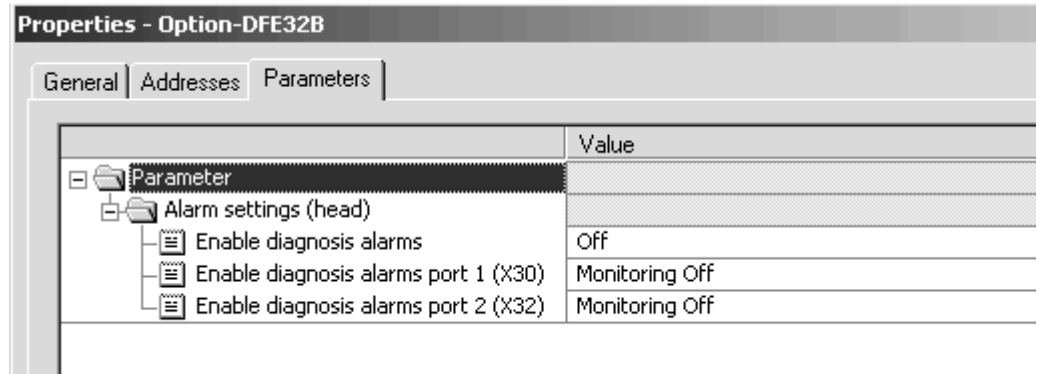 Properties - Option-DFE32B
General Addresses Parameters
Value
Parameter
Alarm settings (head)
Enable diagnosis alarms Off
Enable diagnosis alarms port 1 (X30) Monitoring Off
Enable diagnosis alarms port 2 (X32) Monitoring Off